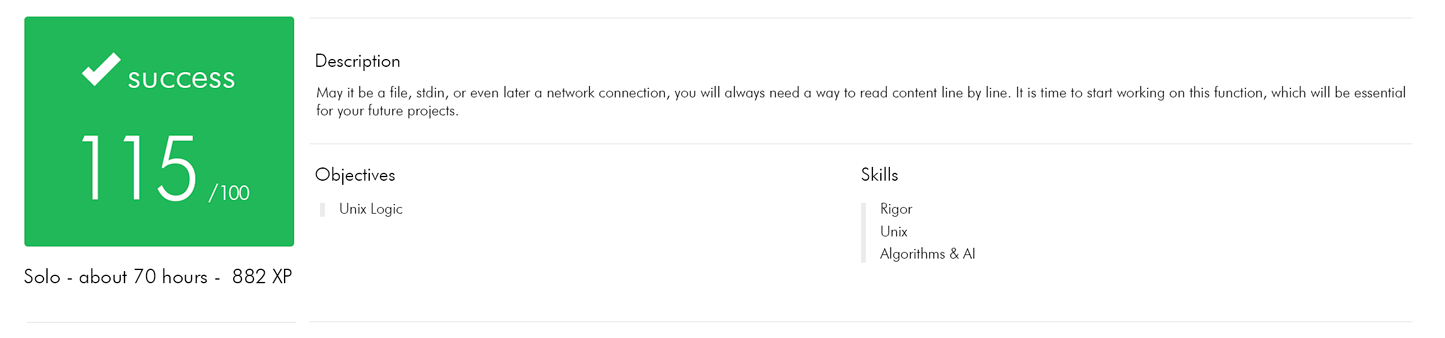 success
115 /100
Solo - about 70 hours - 882 XP
Description
May it be a file, stdin, or even later a network connection, you will always need a way to read content line by line. It is time to start working on this function, which will be essential
for your future projects.
Objectives
Unix Logic
Skills
Rigor
Unix
Algorithms & AI